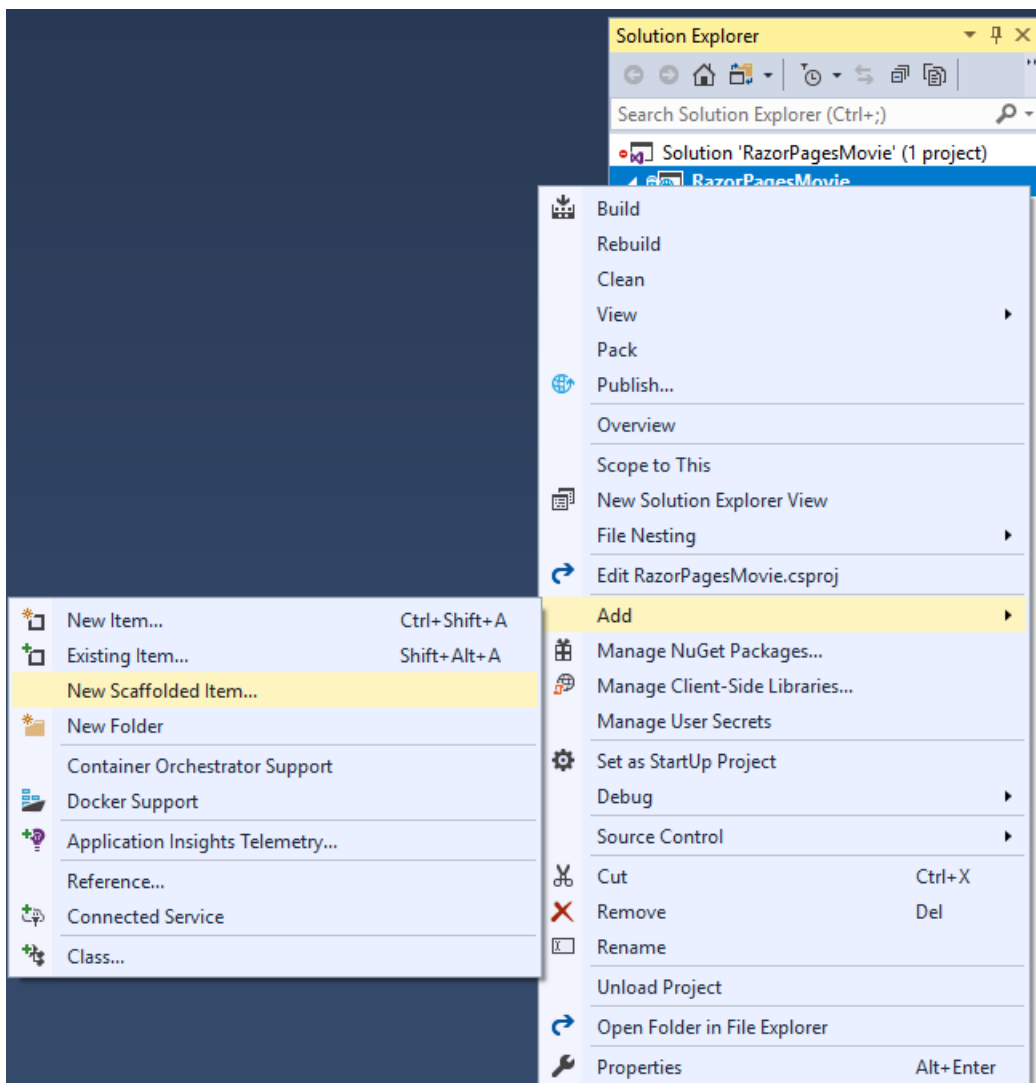 Solution Explorer
Search Solution Explorer (Ctrl+;)
Solution 'RazorPagesMovie' (1 project)
RazorPagesMovie
Build
Rebuild
Clean
View
Pack
Publish...
Overview
Scope to This
New Solution Explorer View
File Nesting
Edit RazorPagesMovie.csproj
Add
Manage NuGet Packages...
Manage Client-Side Libraries...
Manage User Secrets
Set as StartUp Project
Debug
Source Control
Cut Ctrl+X
Remove Del
Rename
Unload Project
Open Folder in File Explorer
Properties Alt+Enter
New Item... Ctrl+Shift+A
Existing Item... Shift+Alt+A
New Scaffolded Item...
New Folder
Container Orchestrator Support
Docker Support
Application Insights Telemetry...
Reference...
Connected Service
Class...